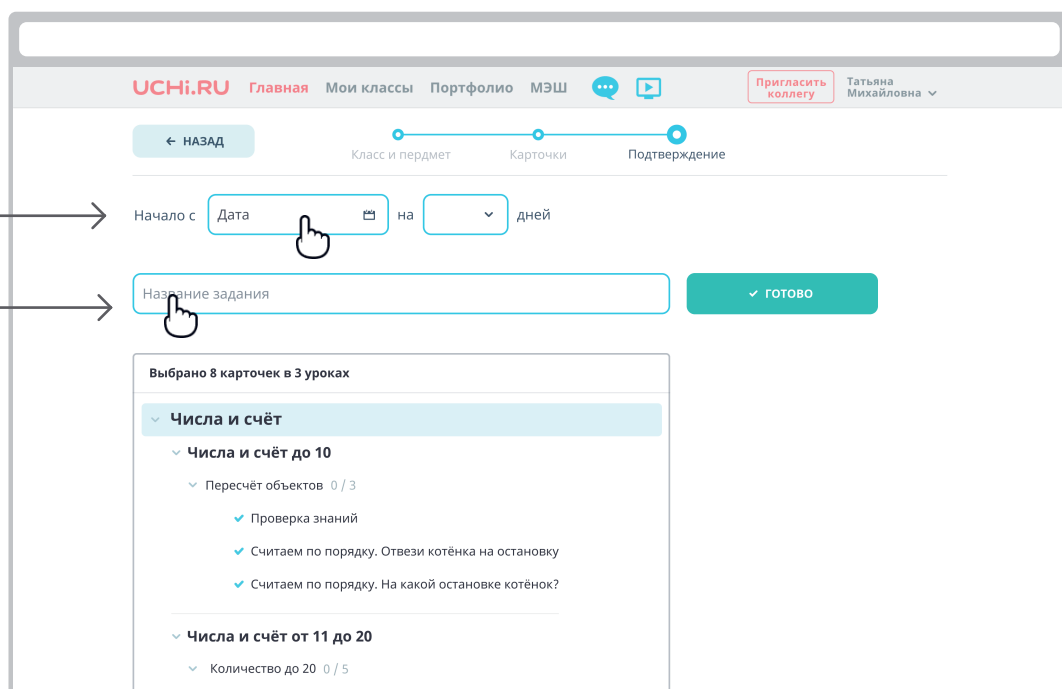 UCHi.RU Главная Мои классы Портфолио МЭШ Пригласить коллегу Татьяна Михайловна
← НАЗАД
Класс и пердмет Карточки Подтверждение
Начало с Дата на дней
Название задания
ГОТОВО
Выбрано 8 карточек в 3 уроках
Числа и счёт
Числа и счёт до 10
Пересчёт объектов 0 / 3
Проверка знаний
Считаем по порядку. Отвези котёнка на остановку
Считаем по порядку. На какой остановке котёнок?
Числа и счёт от 11 до 20
Количество до 20 0 / 5